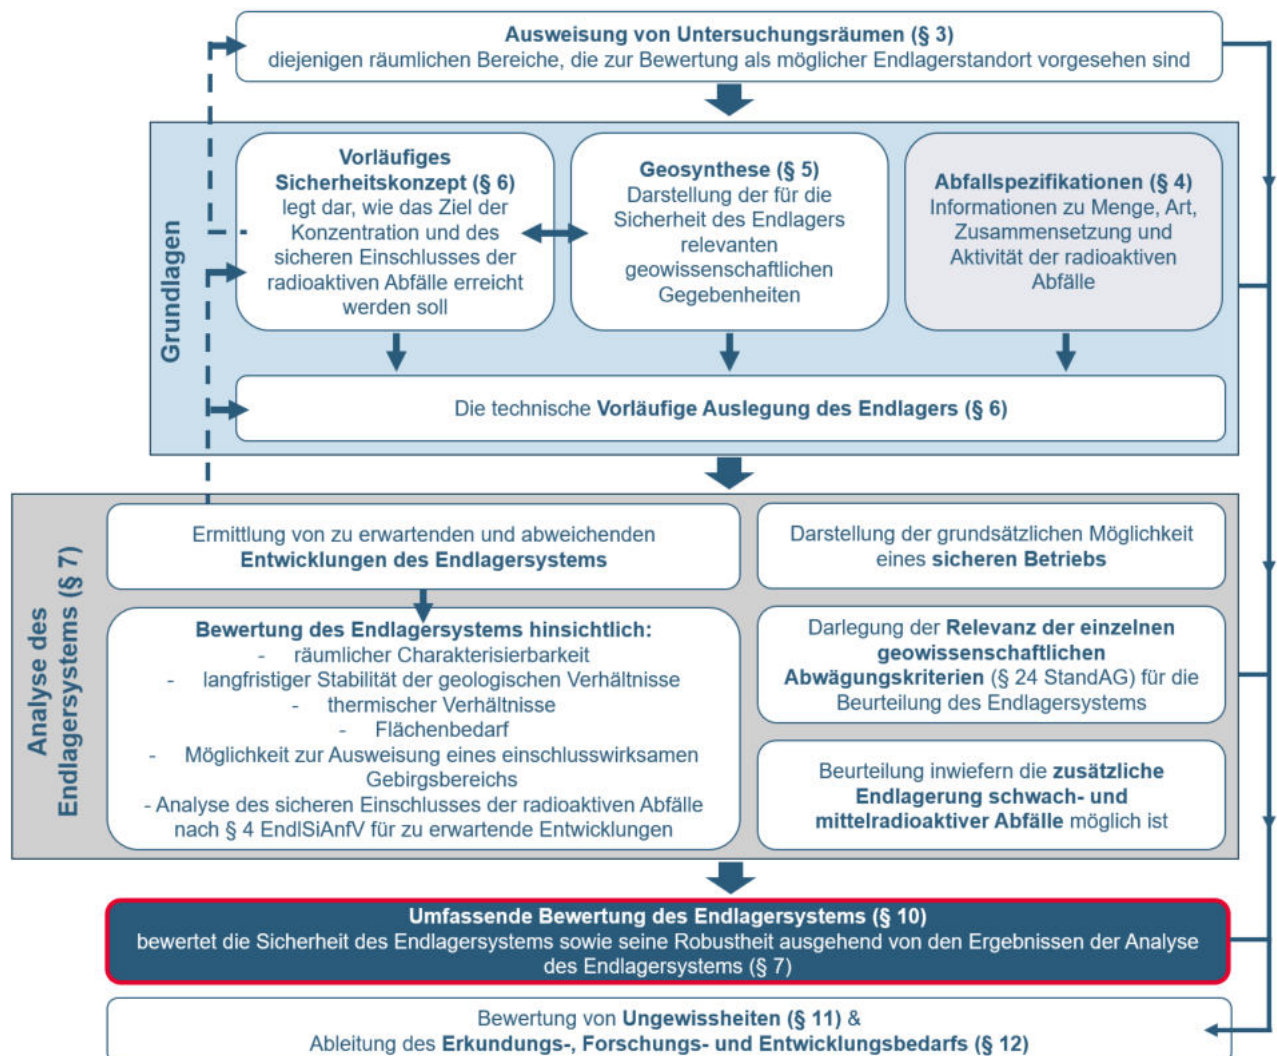 Ausweisung von Untersuchungsräumen (§ 3)
diejenigen räumlichen Bereiche, die zur Bewertung als möglicher Endlagerstandort vorgesehen sind
Grundlagen
Vorläufiges
Sicherheitskonzept (§ 6)
legt dar, wie das Ziel der
Konzentration und des
sicheren Einschlusses der
radioaktiven Abfälle erreicht
werden soll
Geosynthese (§ 5)
Darstellung der für die
Sicherheit des Endlagers
relevanten
geowissenschaftlichen
Gegebenheiten
Abfallspezifikationen (§ 4)
Informationen zu Menge, Art,
Zusammensetzung und
Aktivität der radioaktiven
Abfälle
Die technische Vorläufige Auslegung des Endlagers (§ 6)
Analyse des
Endlagersystems (§ 7)
Ermittlung von zu erwartenden und abweichenden
Entwicklungen des Endlagersystems
Bewertung des Endlagersystems hinsichtlich:
- räumlicher Charakterisierbarkeit
- langfristiger Stabilität der geologischen Verhältnisse
- thermischer Verhältnisse
- Flächenbedarf
- Möglichkeit zur Ausweisung eines einschlusswirksamen
Gebirgsbereichs
- Analyse des sicheren Einschlusses der radioaktiven Abfälle
nach § 4 EndlSiAnfV für zu erwartende Entwicklungen
Darstellung der grundsätzlichen Möglichkeit
eines sicheren Betriebs
Darlegung der Relevanz der einzelnen
geowissenschaftlichen
Abwägungskriterien (§ 24 StandAG) für die
Beurteilung des Endlagersystems
Beurteilung inwiefern die zusätzliche
Endlagerung schwach- und
mittelradioaktiver Abfälle möglich ist
Umfassende Bewertung des Endlagersystems (§ 10)
bewertet die Sicherheit des Endlagersystems sowie seine Robustheit ausgehend von den Ergebnissen der Analyse
des Endlagersystems (§ 7)
Bewertung von Ungewissheiten (§ 11) &
Ableitung des Erkundungs-, Forschungs- und Entwicklungsbedarfs (§ 12)